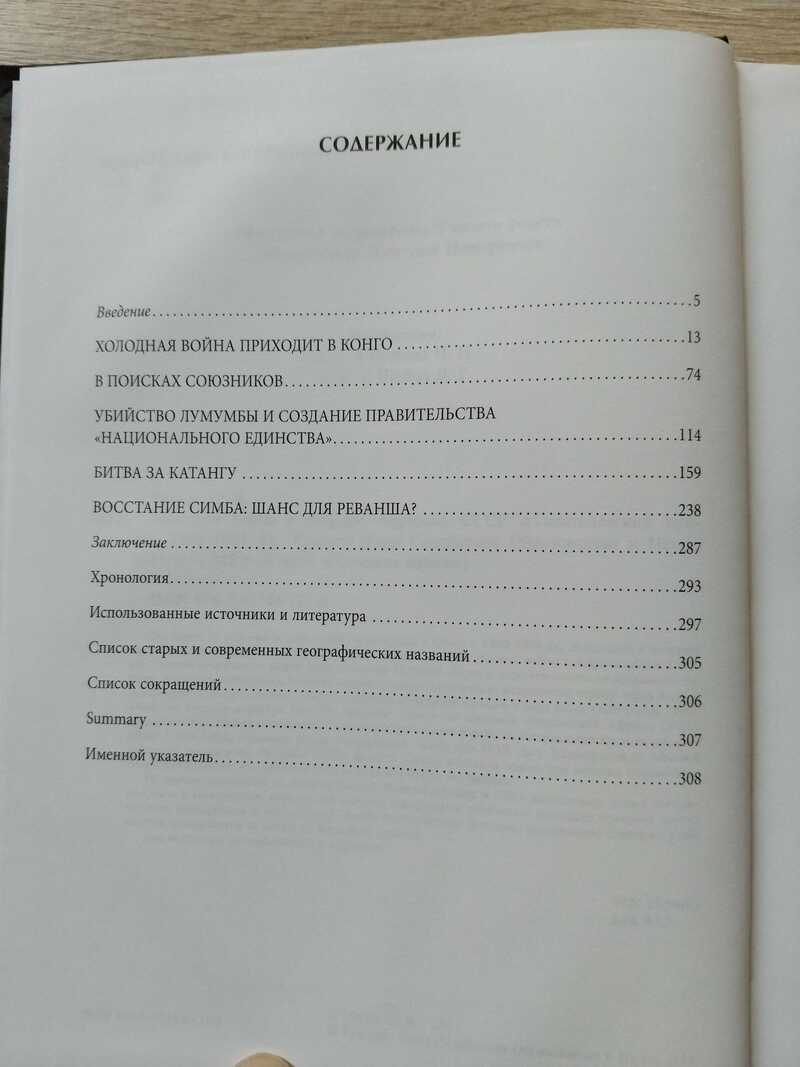 СОДЕРЖАНИЕ
Введение 5
ХОЛОДНАЯ ВОЙНА ПРИХОДИТ В КОНГО 13
В ПОИСКАХ СОЮЗНИКОВ 74
УБИЙСТВО ЛУМУМБЫ И СОЗДАНИЕ ПРАВИТЕЛЬСТВА
«НАЦИОНАЛЬНОГО ЕДИНСТВА» 114
БИТВА ЗА КАТАНГУ 159
ВОССТАНИЕ СИМБА: ШАНС ДЛЯ РЕВАНША? 238
Заключение 287
Хронология 293
Использованные источники и литература 297
Список старых и современных географических названий 305
Список сокращений 306
Summary 307
Именной указатель 308